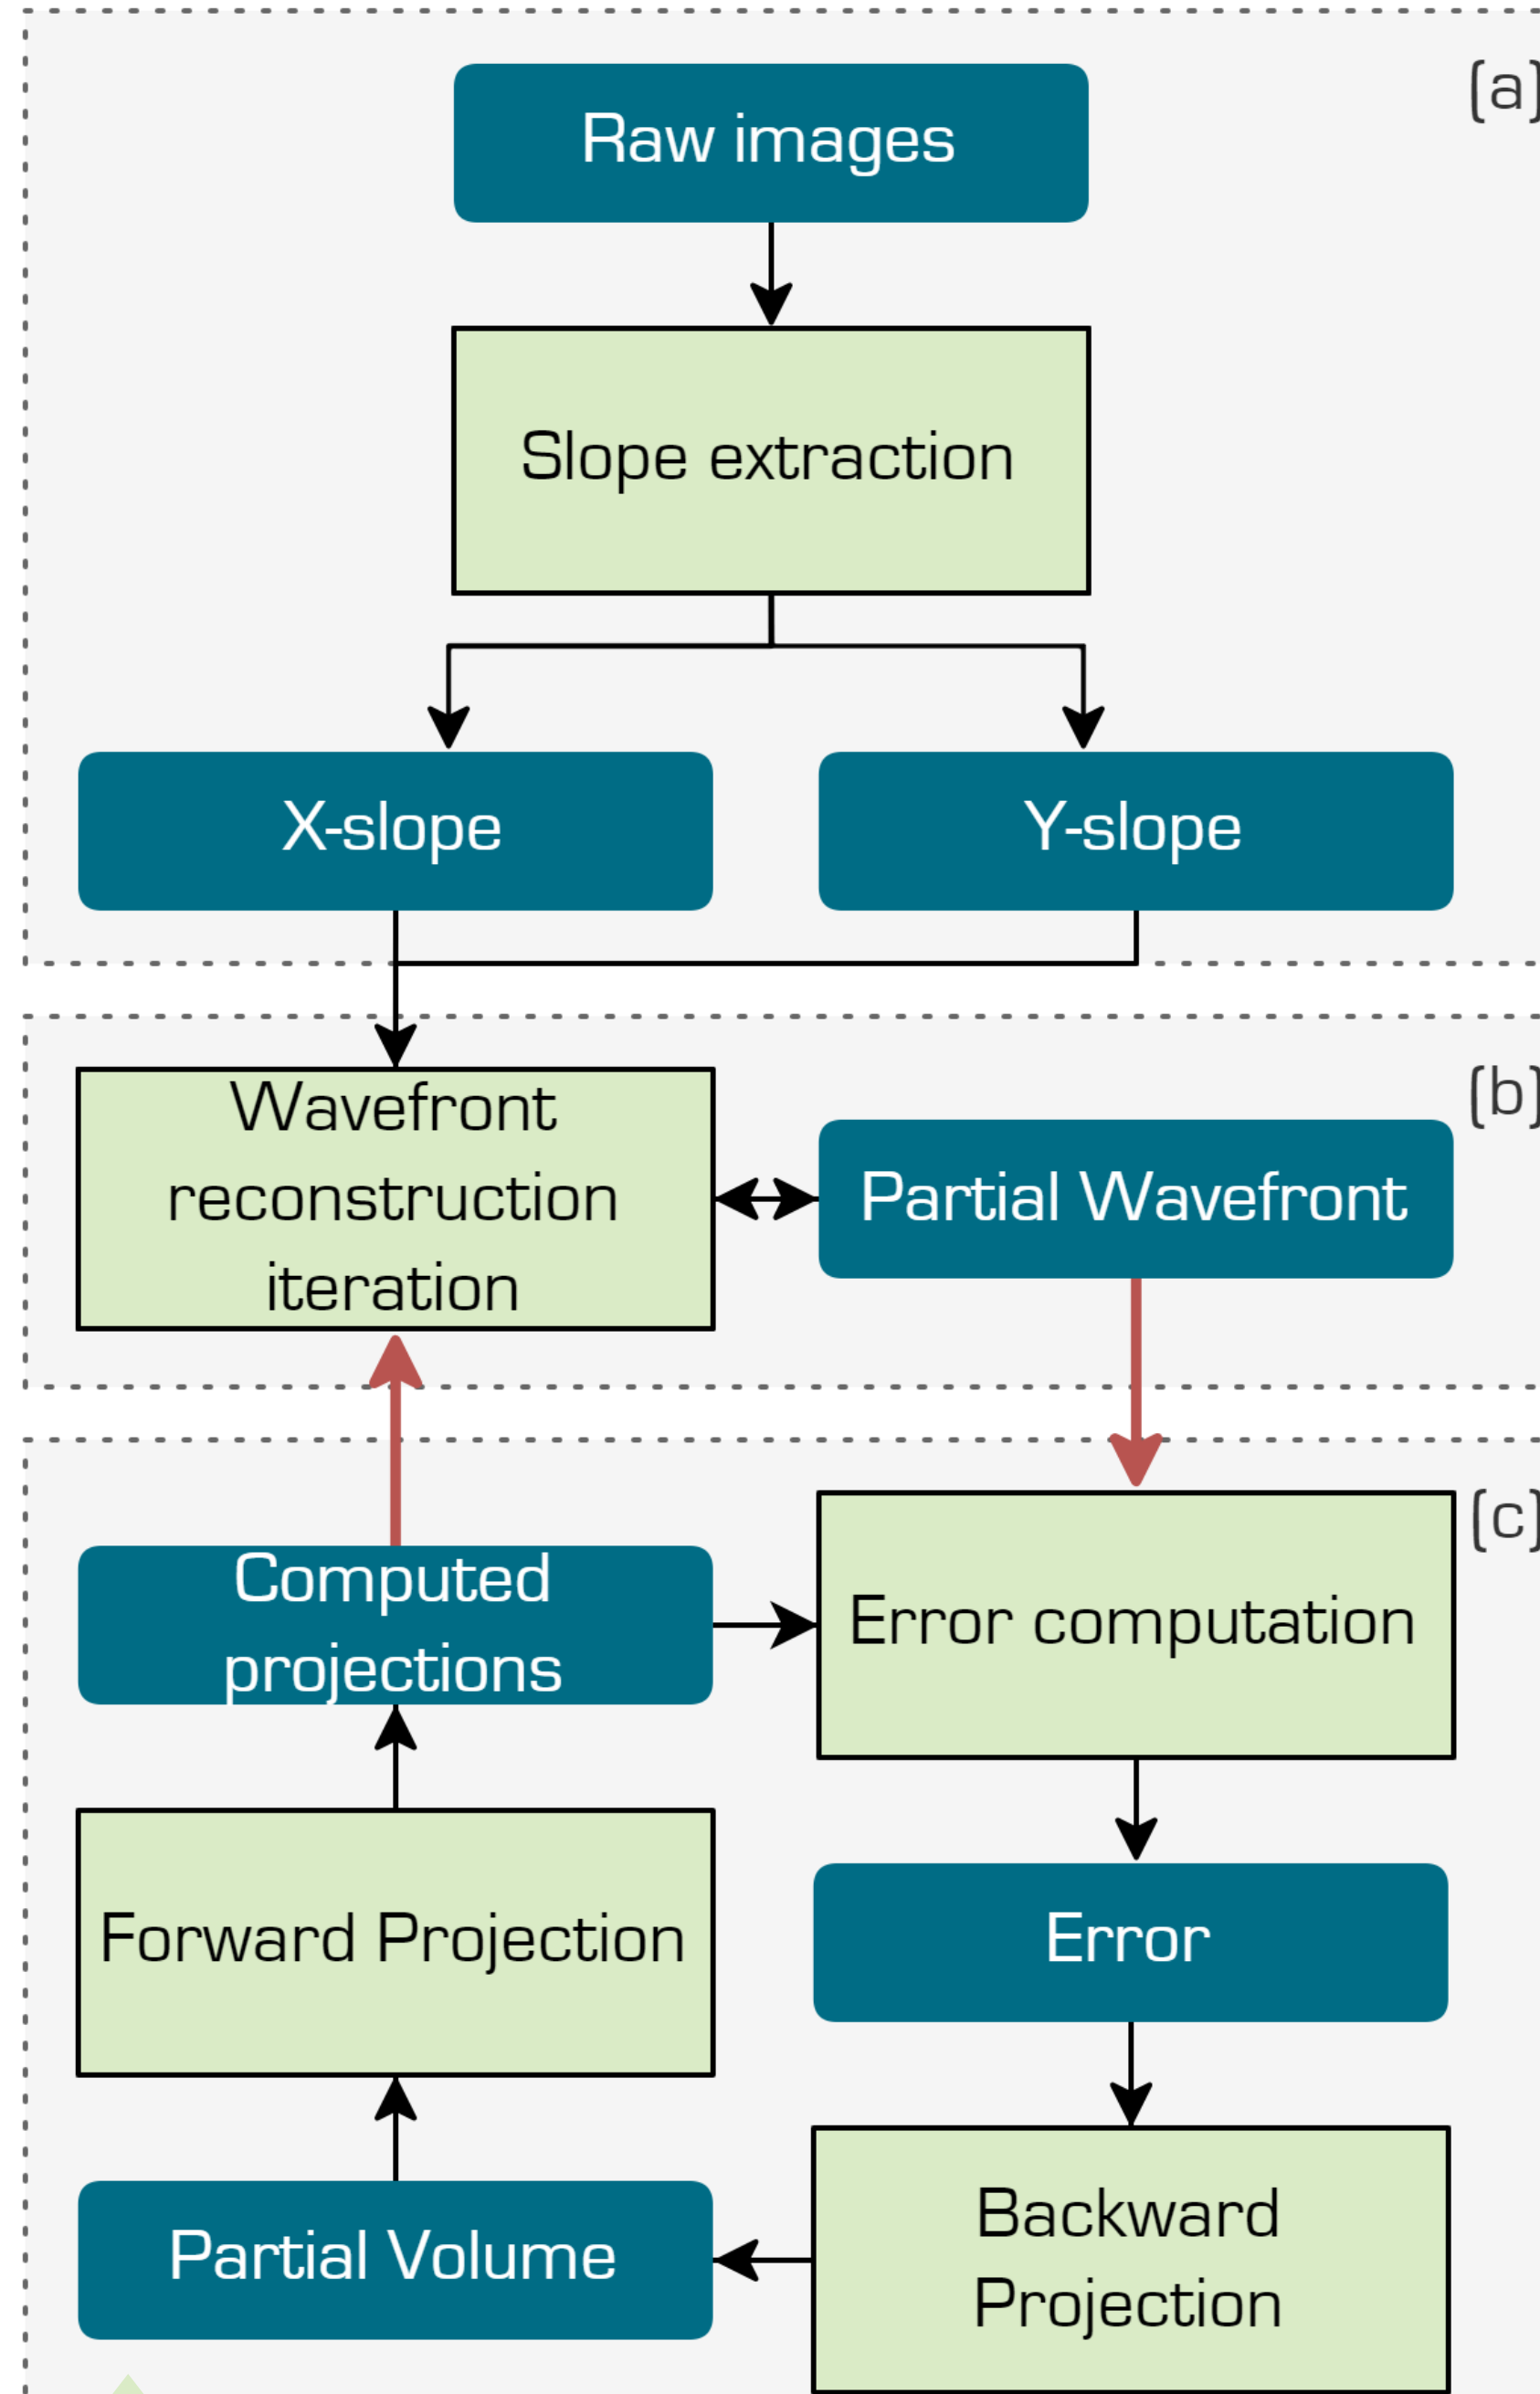 (a)
Raw images
Slope extraction
X-slope
Y-slope
(b)
Wavefront
reconstruction
iteration
Partial Wavefront
(c)
Computed
projections
Error computation
Forward Projection
Error
Partial Volume
Backward
Projection